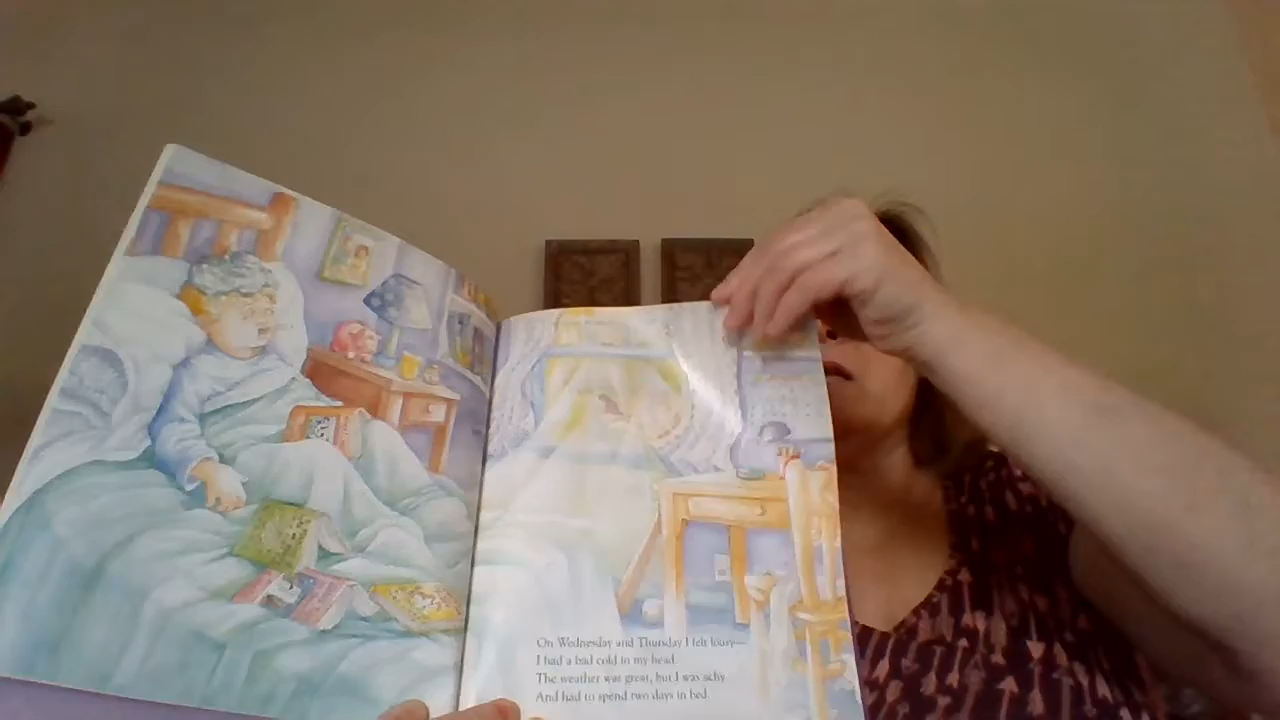 On Wednesday and Thursday I felt lousy—
I had a bad cold in my head.
The weather was great, but I was achy
And had to spend two days in bed.